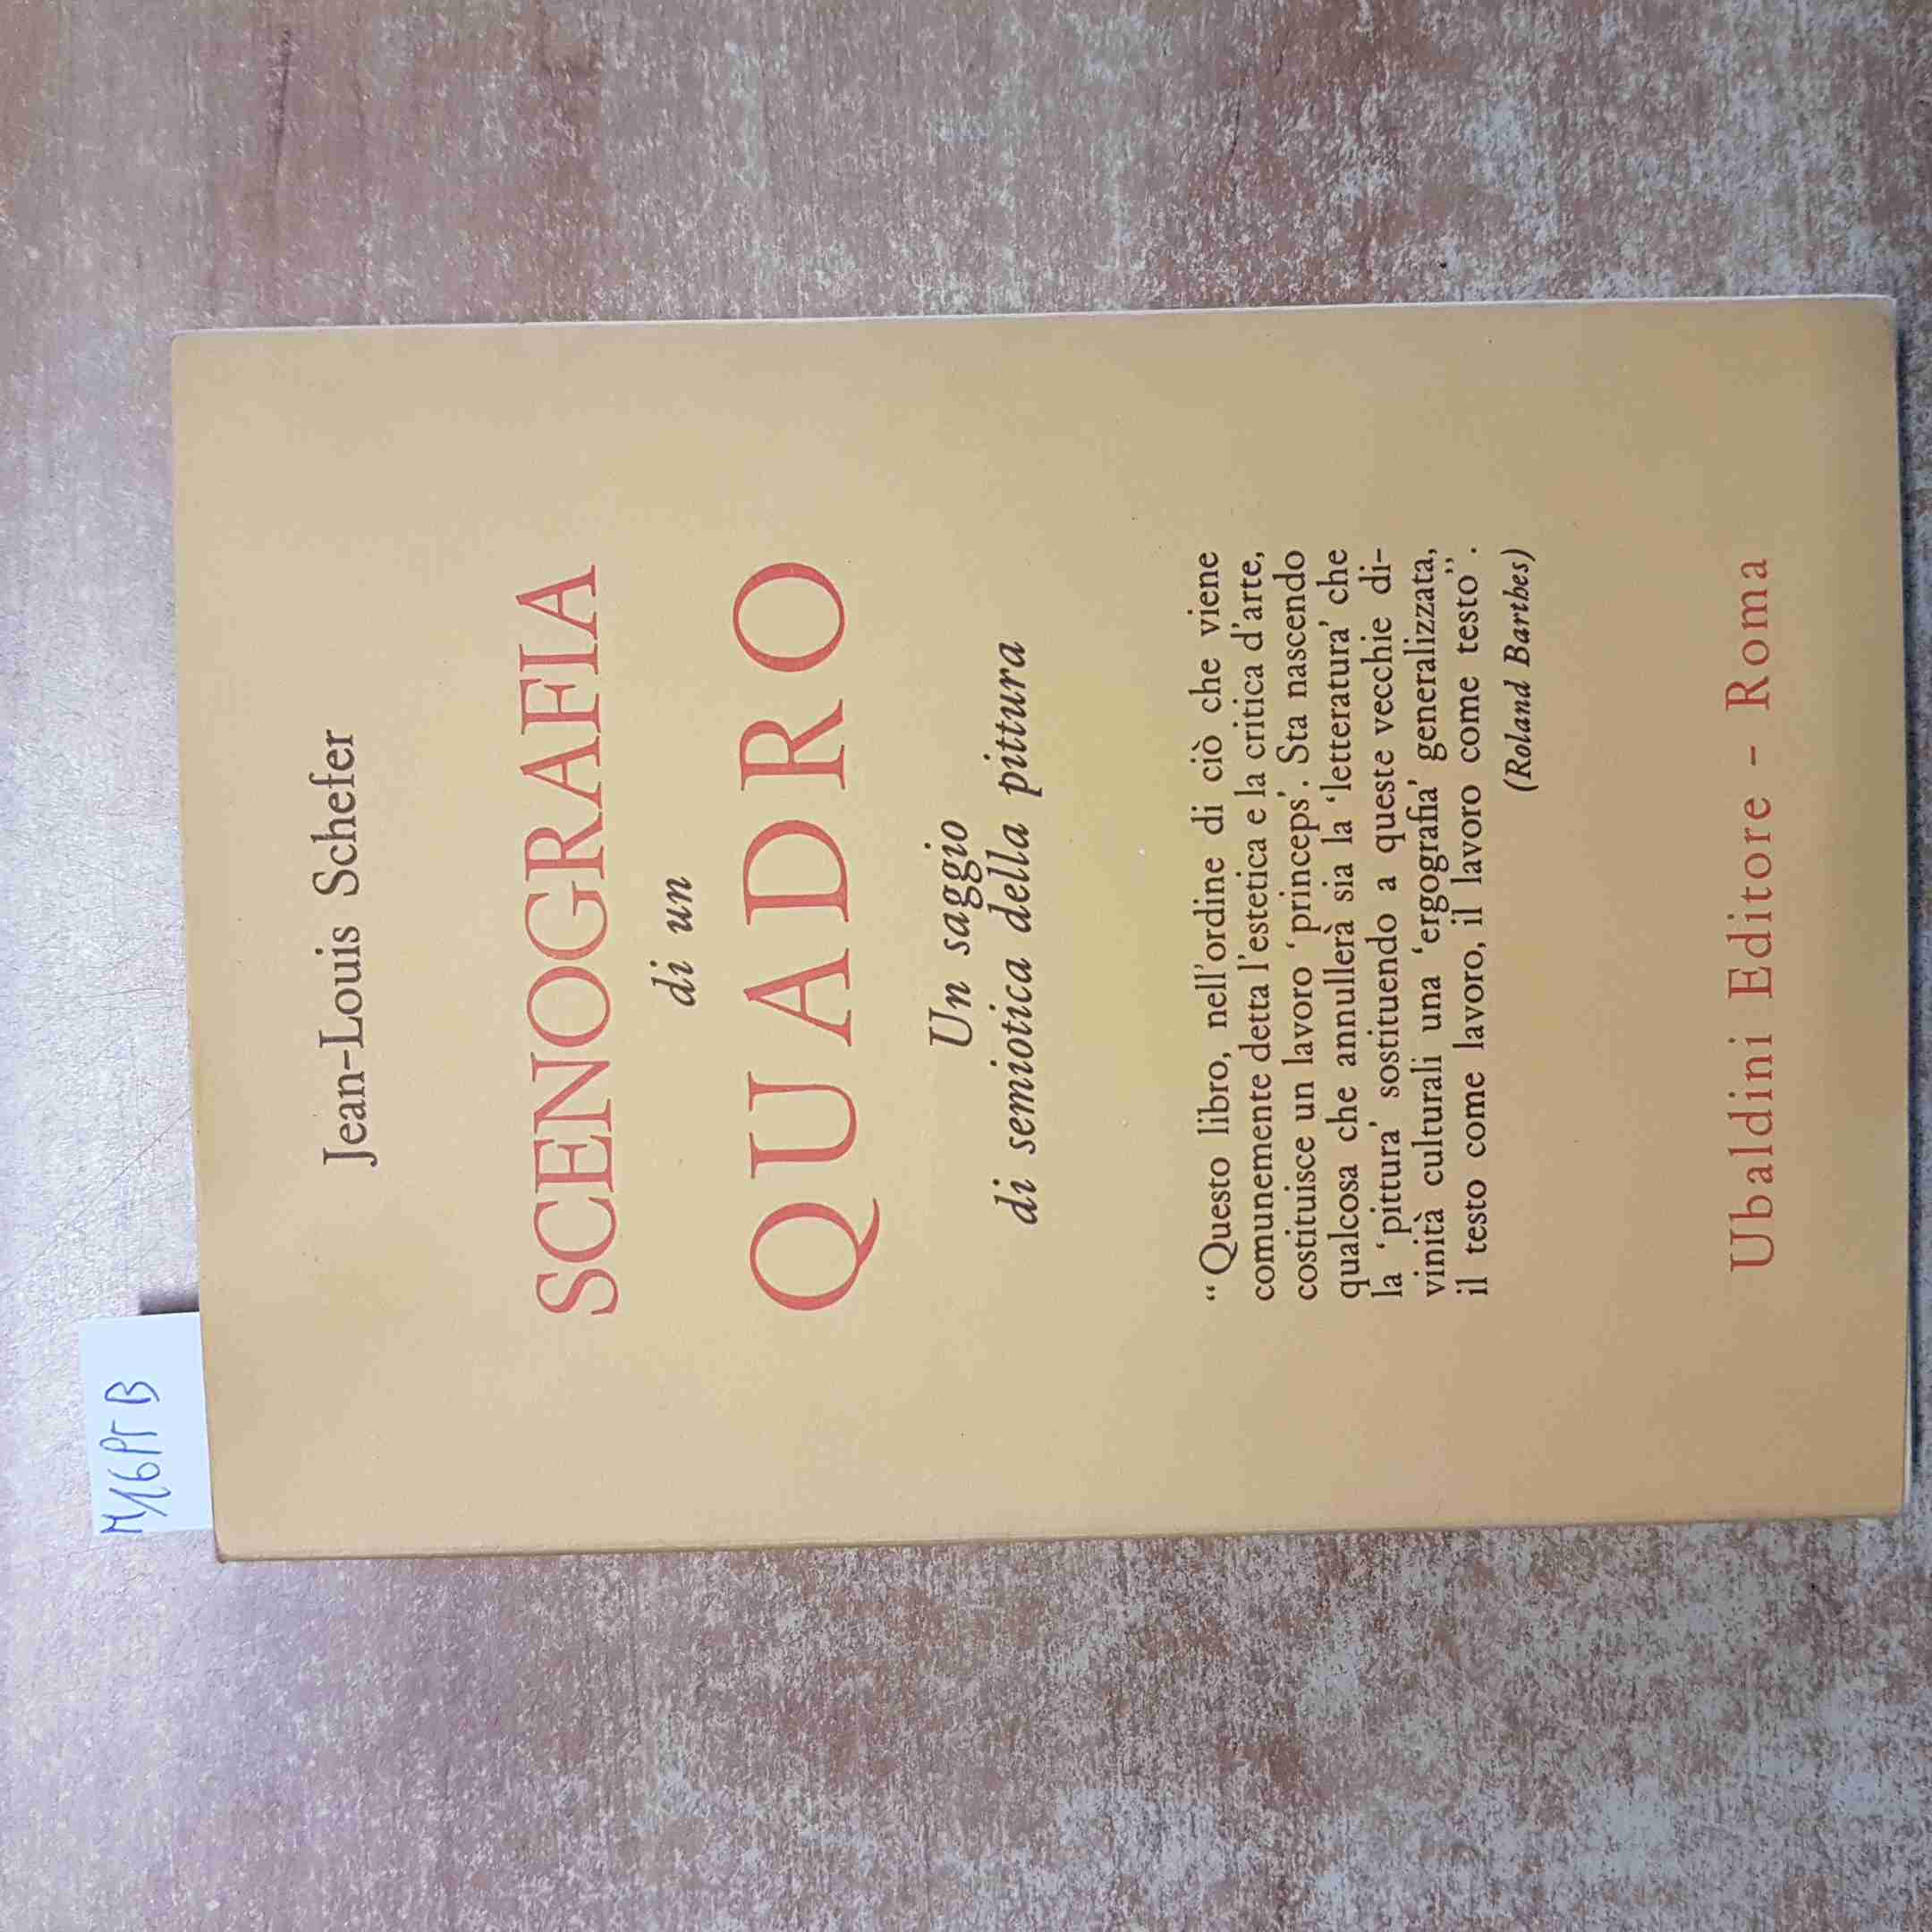 M16PTB
Jean-Louis Schefer
SCENOGRAFIA
di un
QUADRO
Un saggio
di semiotica della pittura
“Questo libro, nell'ordine di ciò che viene
comunemente detta l'estetica e la critica d'arte,
costituisce un lavoro ‘princeps’. Sta nascendo
qualcosa che annullerà sia la ‘letteratura’ che
la ‘pittura’ sostituendo a queste vecchie di-
vinità culturali una ‘ergografia’ generalizzata,
il testo come lavoro, il lavoro come testo”.
(Roland Barthes)
Ubaldini Editore - Roma